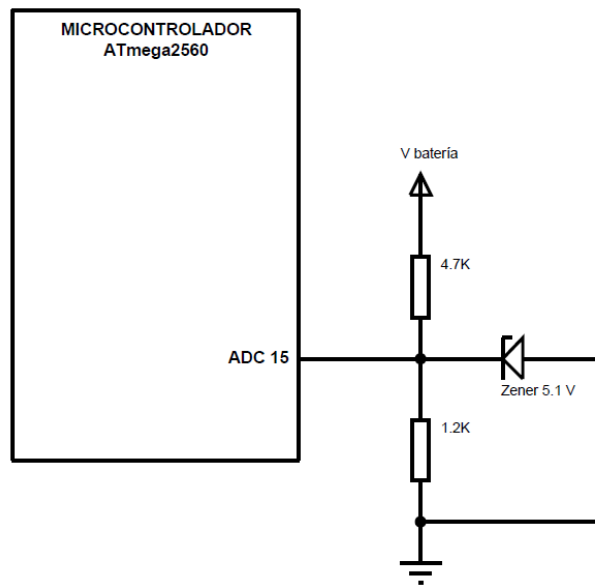 MICROCONTROLADOR
ATmega2560
V batería
4.7K
ADC 15
Zener 5.1 V
1.2K